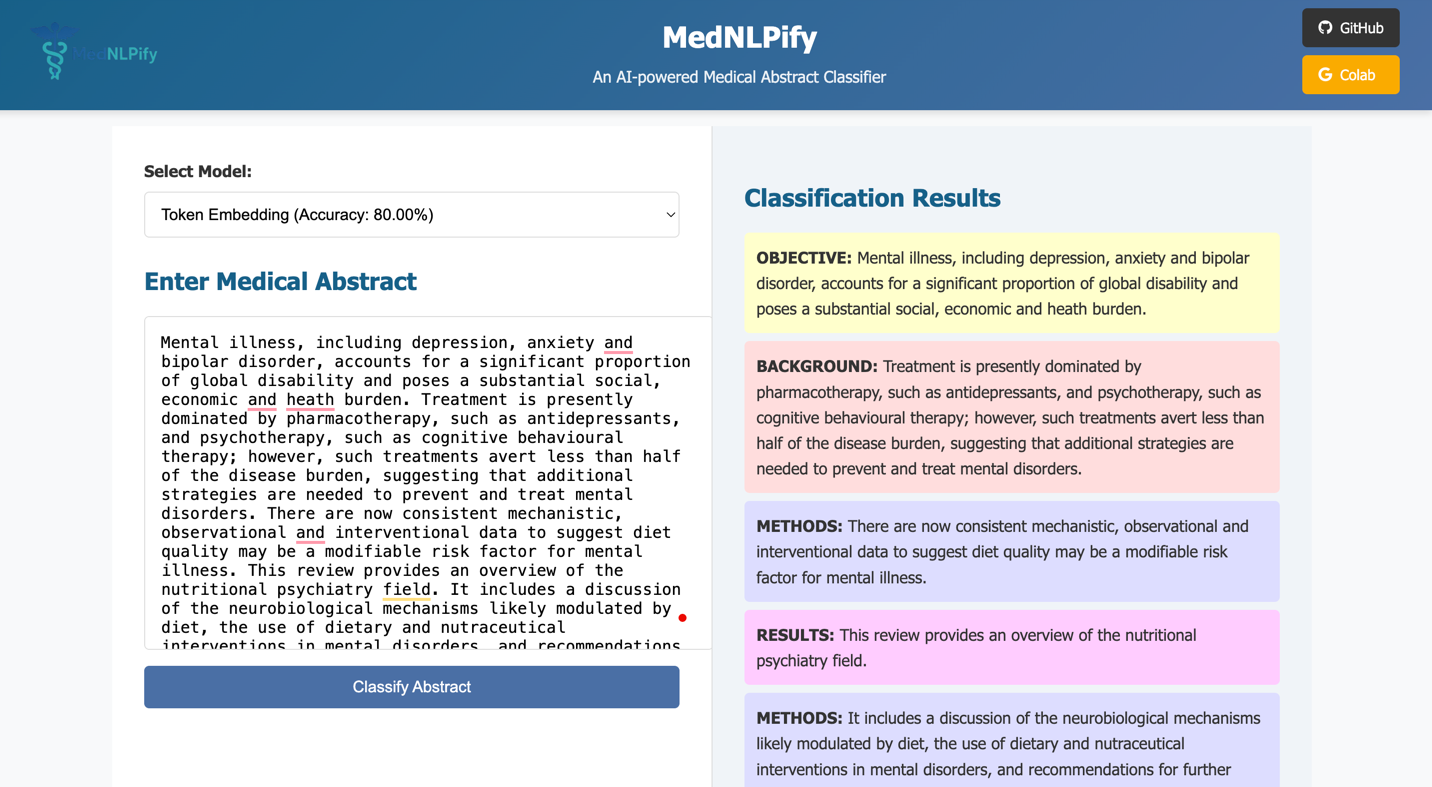 MedNLPify
MedNLPify
An AI-powered Medical Abstract Classifier
GitHub
Colab
Select Model:
Token Embedding (Accuracy: 80.00%)
Enter Medical Abstract
Mental illness, including depression, anxiety and
bipolar disorder, accounts for a significant proportion
of global disability and poses a substantial social,
economic and heath burden. Treatment is presently
dominated by pharmacotherapy, such as antidepressants,
and psychotherapy, such as cognitive behavioural
therapy; however, such treatments avert less than half
of the disease burden, suggesting that additional
strategies are needed to prevent and treat mental
disorders. There are now consistent mechanistic,
observational and interventional data to suggest diet
quality may be a modifiable risk factor for mental
illness. This review provides an overview of the
nutritional psychiatry field. It includes a discussion
of the neurobiological mechanisms likely modulated by
diet, the use of dietary and nutraceutical
interventions in mental disorders, and recommendations
Classify Abstract
Classification Results
OBJECTIVE: Mental illness, including depression, anxiety and bipolar
disorder, accounts for a significant proportion of global disability and
poses a substantial social, economic and heath burden.
BACKGROUND: Treatment is presently dominated by
pharmacotherapy, such as antidepressants, and psychotherapy, such as
cognitive behavioural therapy; however, such treatments avert less than
half of the disease burden, suggesting that additional strategies are
needed to prevent and treat mental disorders.
METHODS: There are now consistent mechanistic, observational and
interventional data to suggest diet quality may be a modifiable risk
factor for mental illness.
RESULTS: This review provides an overview of the nutritional
psychiatry field.
METHODS: It includes a discussion of the neurobiological mechanisms
likely modulated by diet, the use of dietary and nutraceutical
interventions in mental disorders, and recommendations for further